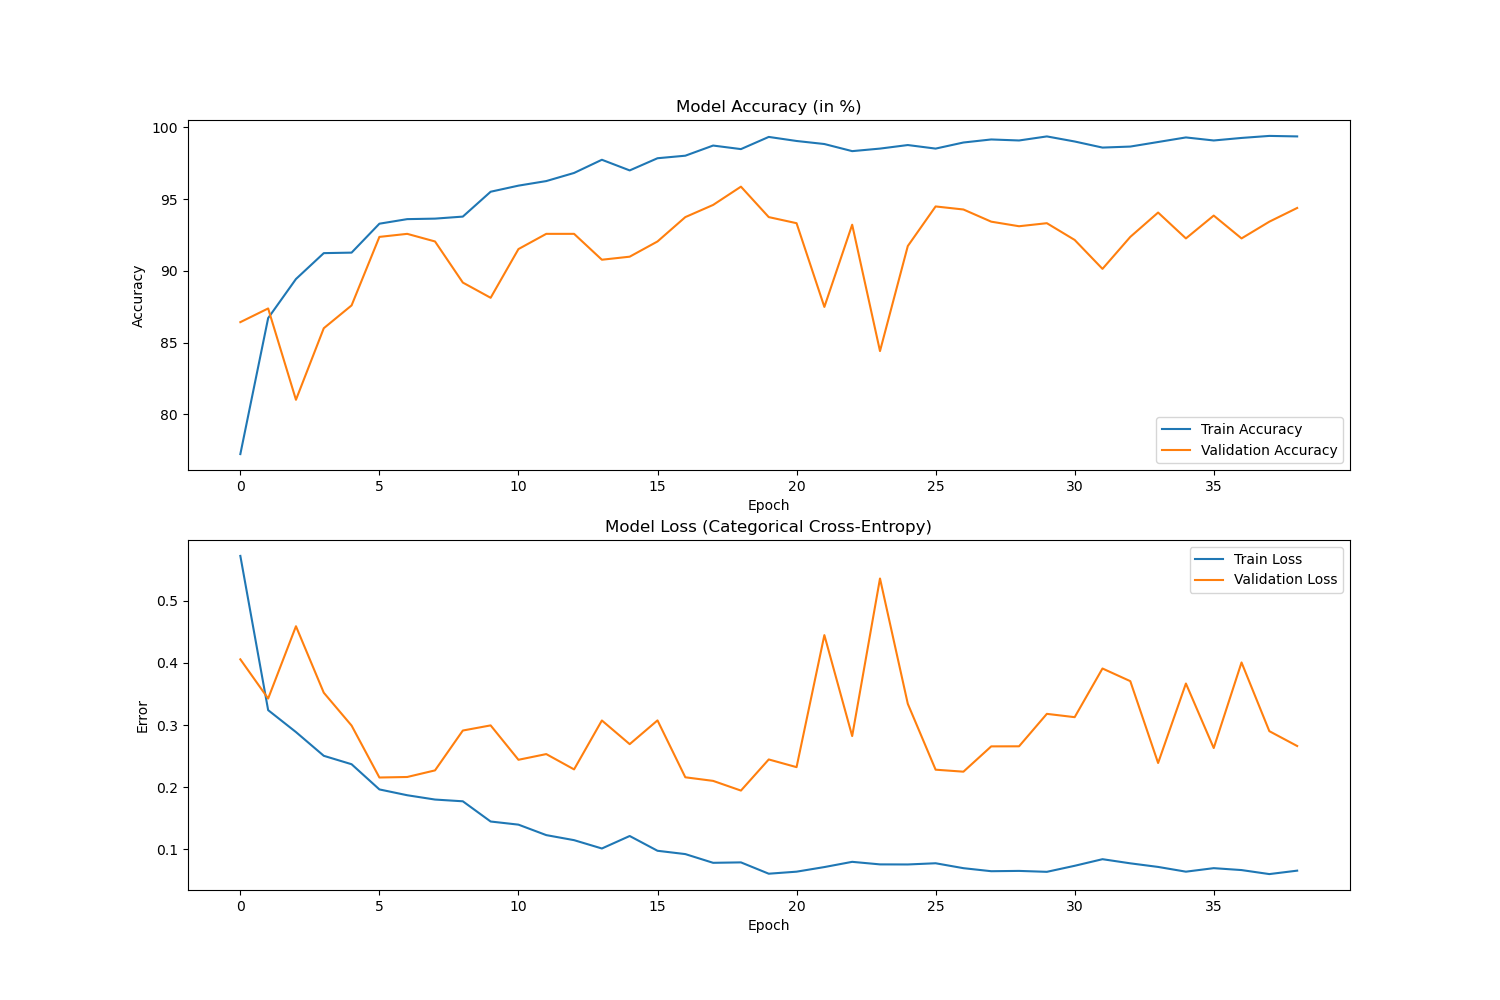 Model Accuracy (in %)
100
95
90
85
80
Accuracy
Train Accuracy
Validation Accuracy
0 5 10 15 20 25 30 35
Epoch
Model Loss (Categorical Cross-Entropy)
0.5
0.4
0.3
0.2
0.1
Error
Train Loss
Validation Loss
0 5 10 15 20 25 30 35
Epoch